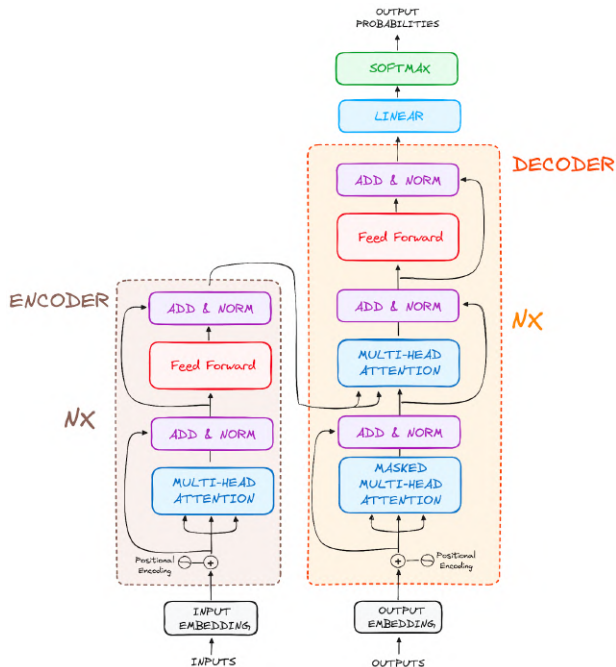 OUTPUT
PROBABILITIES
SOFTMAX
LINEAR
DECODER
ADD & NORM
Feed Forward
ADD & NORM
NX
MULTI-HEAD
ATTENTION
ADD & NORM
MASKED
MULTI-HEAD
ATTENTION
Positional
Encoding
OUTPUT
EMBEDDING
OUTPUTS
ENCODER
ADD & NORM
Feed Forward
NX
ADD & NORM
MULTI-HEAD
ATTENTION
Positional
Encoding
INPUT
EMBEDDING
INPUTS